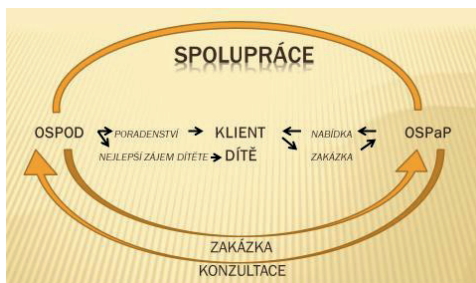 SPOLUPRÁCE
OSPOD PORADENSTVÍ KLIENT NABÍDKA OSPaP
NEJLEPŠÍ ZÁJEM DÍTĚTE DÍTĚ ZAKÁZKA
ZAKÁZKA
KONZULTACE